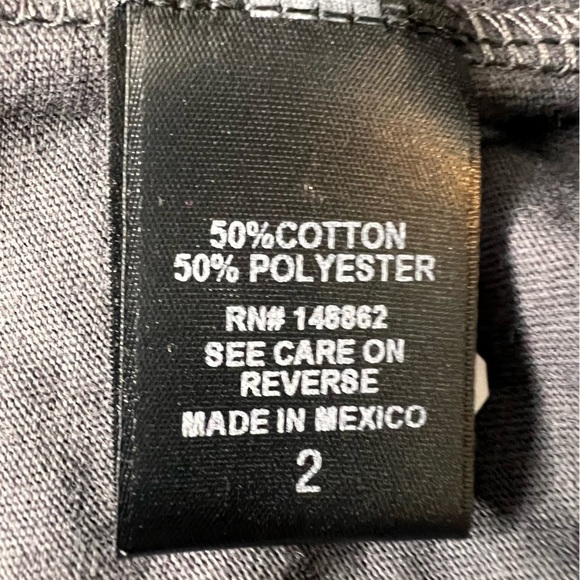 50%COTTON
50% POLYESTER
RN# 148862
SEE CARE ON
REVERSE
MADE IN MEXICO
2